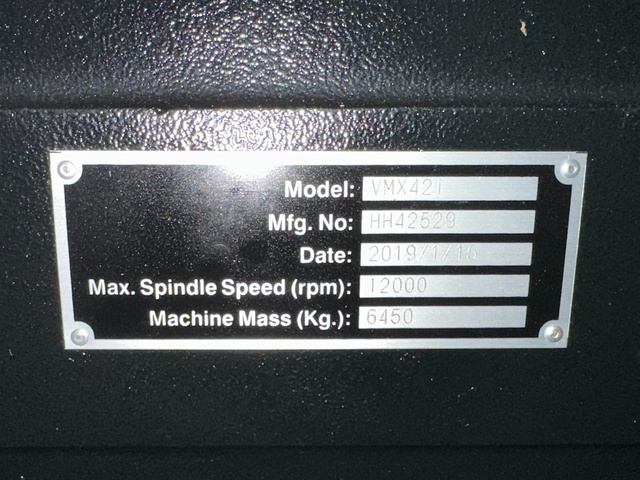 Model: VMX42i
Mfg. No: HH42529
Date: 2019/1/15
Max. Spindle Speed (rpm): 12000
Machine Mass (Kg.): 6450